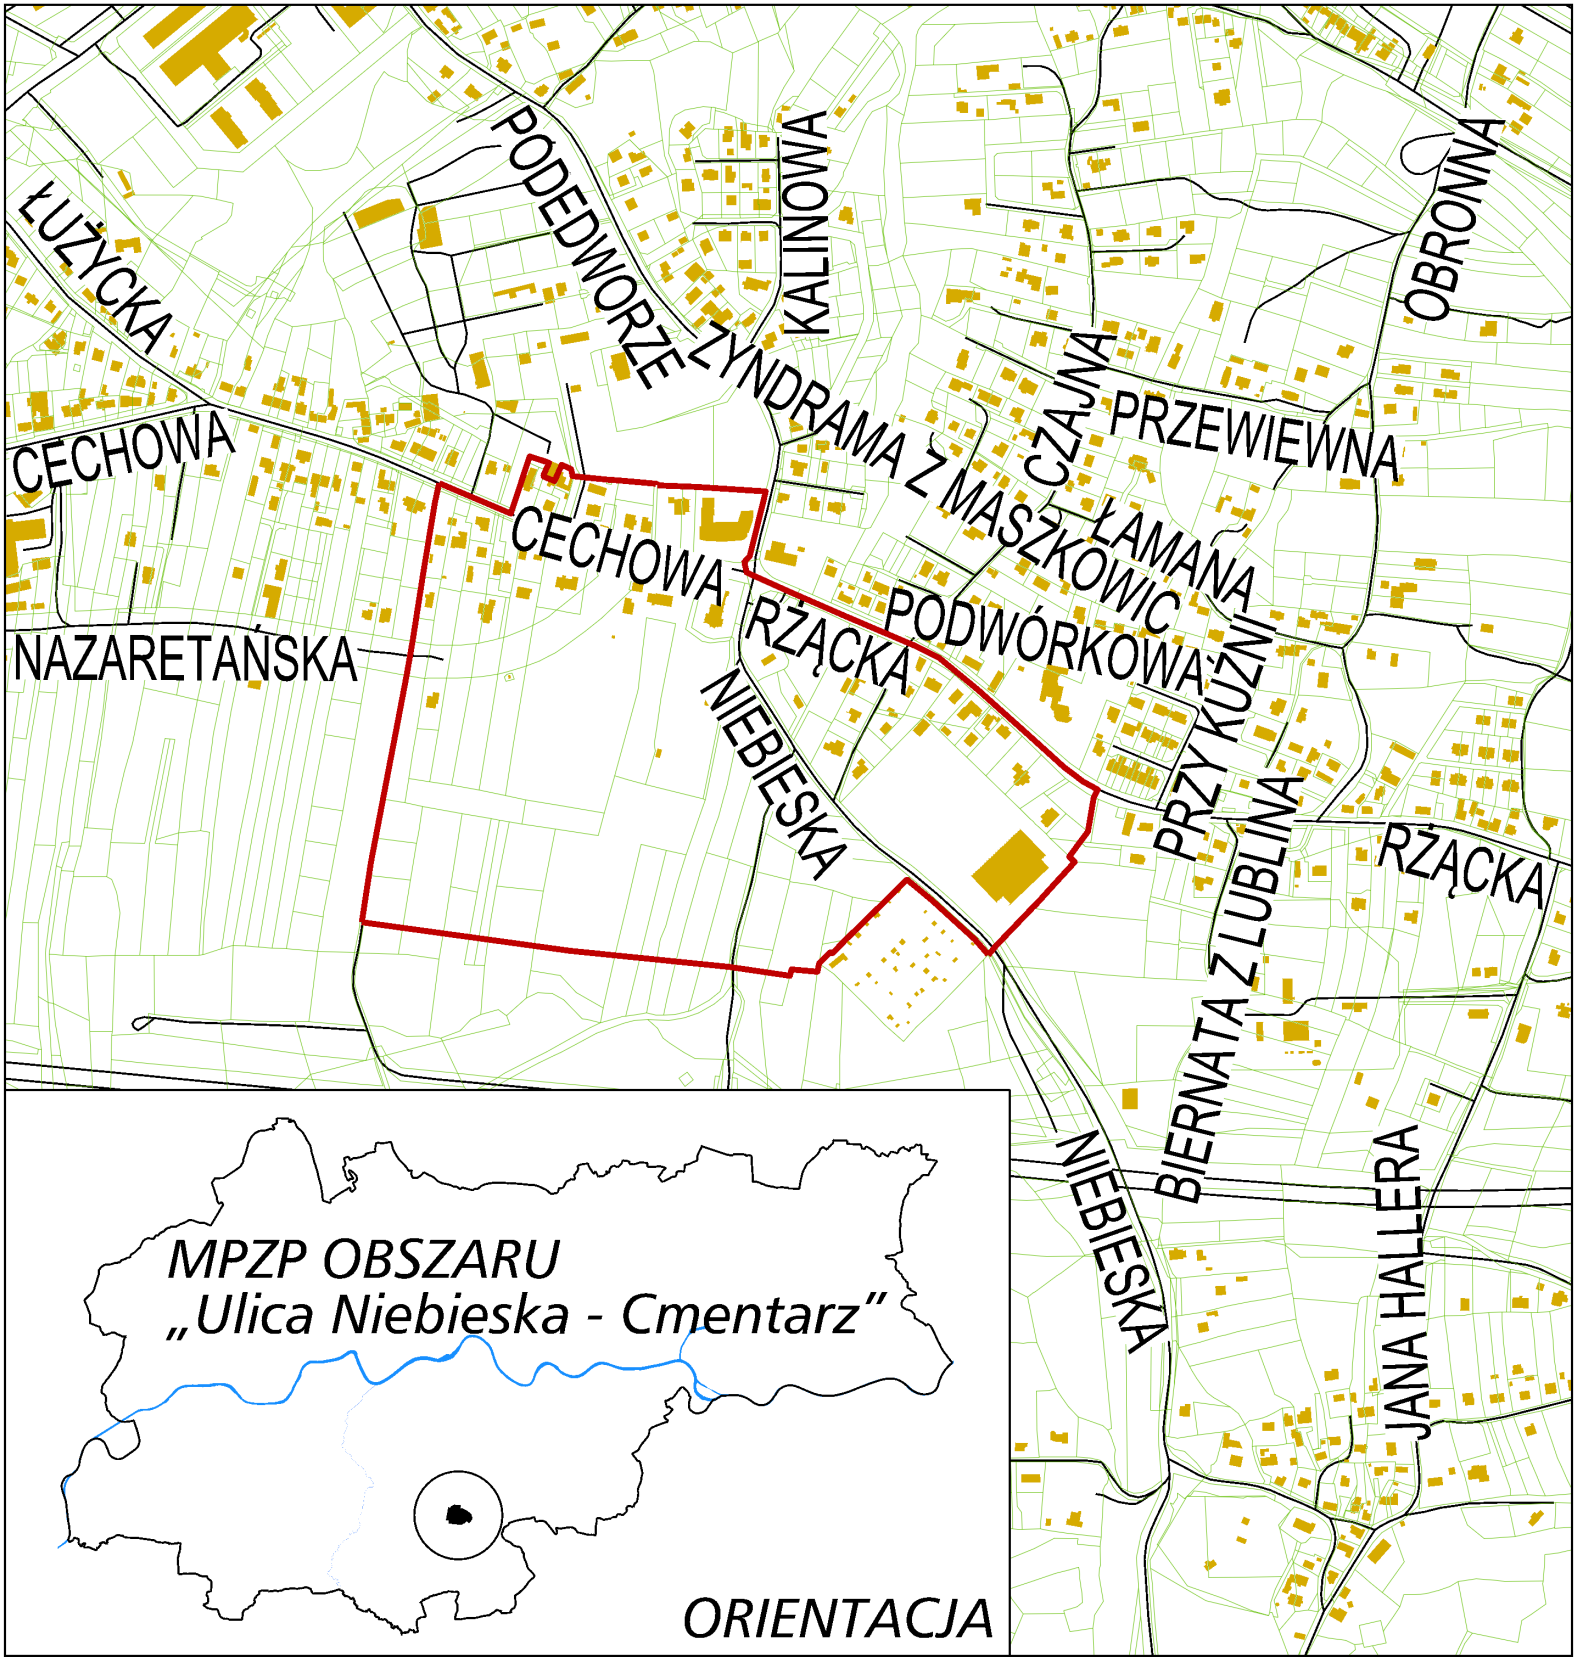 PODEDWORZE
KALINOWA
OBRONNA
ŁUŻYCKA
ZYNDRAMA Z MASZKOWIC
CZAJNA
PRZEWIEWNA
CECHOWA
CECHOWA
ŁAMANA
PODWÓRKOWA
RŻĄCKA
NAZARETAŃSKA
PRZY KUŹNI
NIEBIESKA
BIERNATA Z LUBLINA
RŻĄCKA
NIEBIESKA
JANA HALLERA
MPZP OBSZARU
„Ulica Niebieska - Cmentarz”
ORIENTACJA